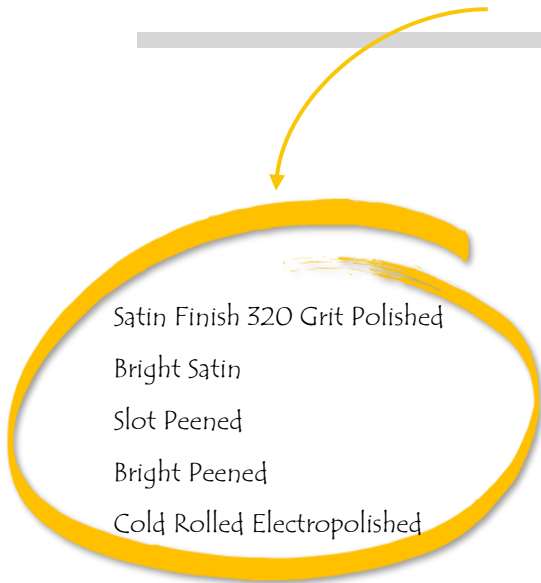 Satin Finish 320 Grit Polished
Bright Satin
Slot Peened
Bright Peened
Cold Rolled Electropolished